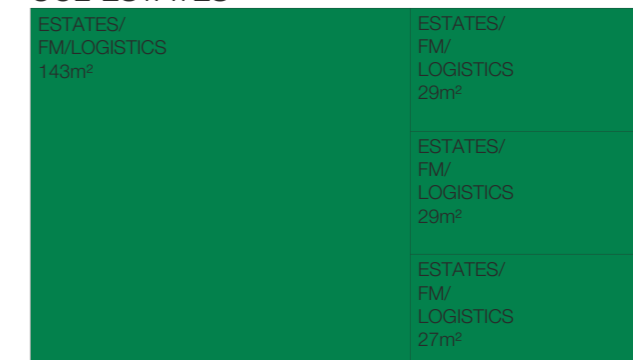 ESTATES/
FM/LOGISTICS
143m²
ESTATES/
FM/
LOGISTICS
29m²
ESTATES/
FM/
LOGISTICS
29m²
ESTATES/
FM/
LOGISTICS
27m²